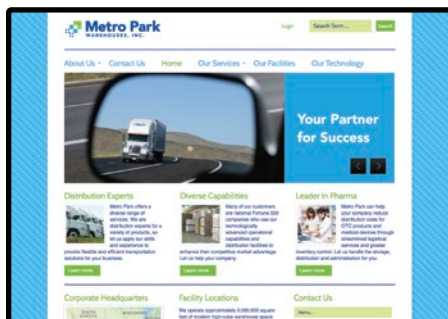 Metro Park
WAREHOUSES, INC.
Login
Search Term...
Search
About Us
Contact Us
Home
Our Services
Our Facilities
Our Technology
Your Partner
for Success
Distribution Experts
Metro Park offers a
diverse range of
services. We are
distribution experts for a
variety of products, so
let us apply our skills
and experience to
provide flexible and efficient transportation
solutions for your business.
Learn more
Diverse Capabilities
Many of our customers
are national Fortune 500
companies who use our
technologically
advanced operational
capabilities and
distribution facilities to
enhance their competitive market advantage.
Let us help your company.
Learn more
Leader In Pharma
Metro Park can help
your company reduce
distribution costs for
OTC products and
medical devices through
streamlined logistical
services and greater
inventory control. Let us handle the storage,
distribution and administration for you.
Learn more
Corporate Headquarters
SOUTH
DAKOTA
WISCONSIN
Facility Locations
We operate approximately 3,000,000 square
feet of modern high-cube warehouse space
Contact Us
Name...